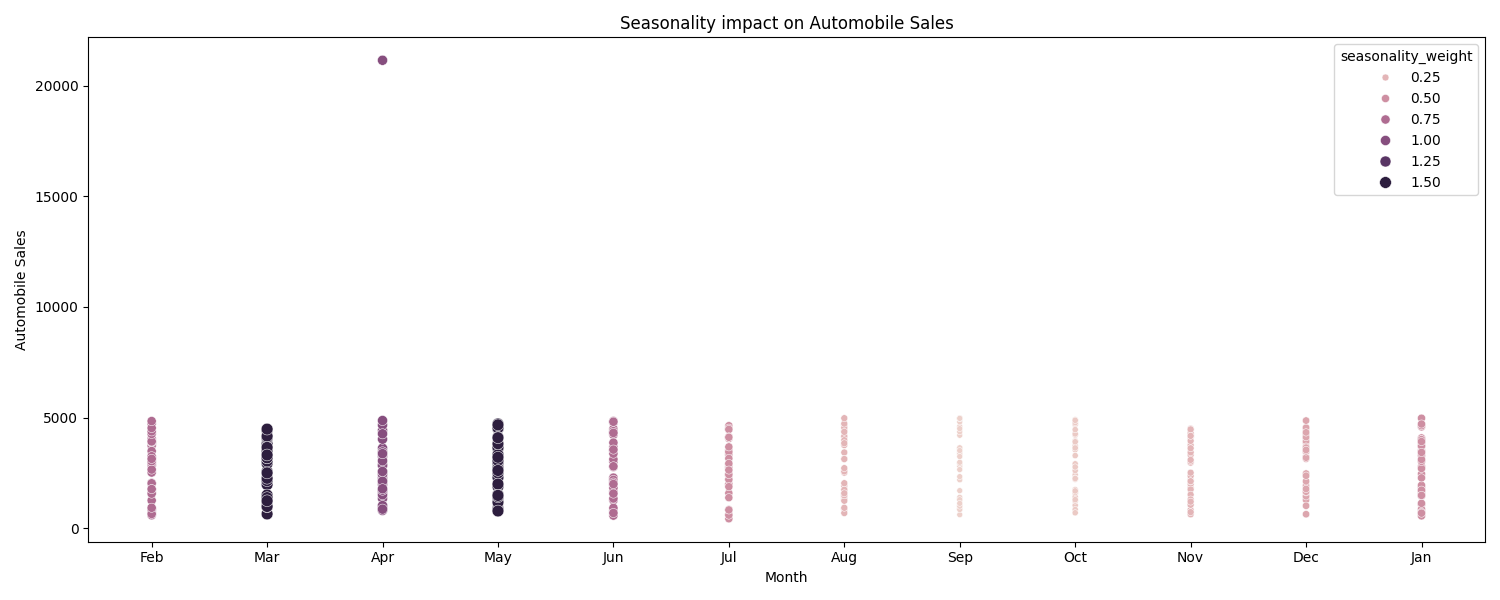 Seasonality impact on Automobile Sales
seasonality_weight
0.25
0.50
0.75
1.00
1.25
1.50
Automobile Sales
20000
15000
10000
5000
0
Feb Mar Apr May Jun Jul Aug Sep Oct Nov Dec Jan
Month